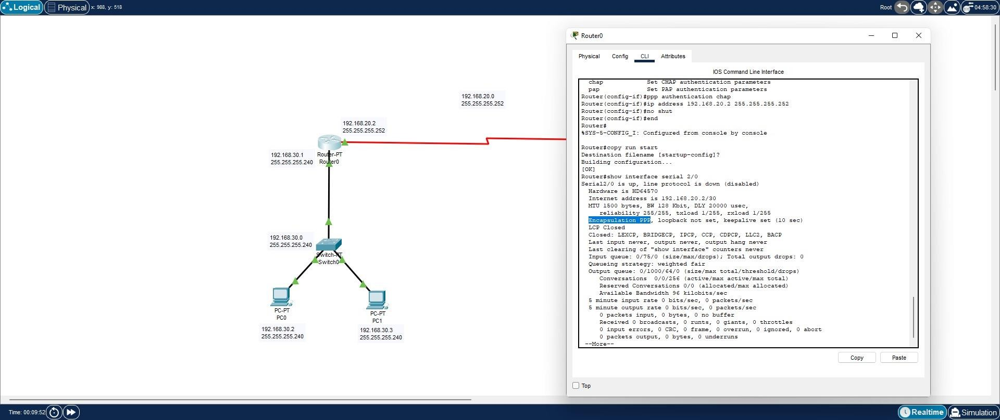 Logical
Physical
x: 988, y: 518
Root
04:58:30
192.168.20.0
255.255.255.252
192.168.20.2
255.255.255.252
192.168.30.1
255.255.255.240
Router-PT
Router0
192.168.30.0
255.255.255.240
Switch-PT
Switch0
PC-PT
PC0
192.168.30.2
255.255.255.240
PC-PT
PC1
192.168.30.3
255.255.255.240
Router0
Physical
Config
CLI
Attributes
IOS Command Line Interface
chap Set CHAP authentication parameters
pap Set PAP authentication parameters
Router(config-if)#ppp authentication chap
Router(config-if)#ip address 192.168.20.2 255.255.255.252
Router(config-if)#no shut
Router(config-if)#end
Router#
%SYS-5-CONFIG_I: Configured from console by console
Router#copy run start
Destination filename [startup-config]?
Building configuration...
[OK]
Router#show interface serial 2/0
Serial2/0 is up, line protocol is down (disabled)
Hardware is HD64570
Internet address is 192.168.20.2/30
MTU 1500 bytes, BW 128 Kbit, DLY 20000 usec,
reliability 255/255, txload 1/255, rxload 1/255
Encapsulation PPP, loopback not set, keepalive set (10 sec)
LCP Closed
Closed: LEXCP, BRIDGECP, IPCP, CCP, CDPCP, LLC2, BACP
Last input never, output never, output hang never
Last clearing of "show interface" counters never
Input queue: 0/75/0 (size/max/drops); Total output drops: 0
Queueing strategy: weighted fair
Output queue: 0/1000/64/0 (size/max total/threshold/drops)
Conversations 0/0/256 (active/max active/max total)
Reserved Conversations 0/0 (allocated/max allocated)
Available Bandwidth 96 kilobits/sec
5 minute input rate 0 bits/sec, 0 packets/sec
5 minute output rate 0 bits/sec, 0 packets/sec
0 packets input, 0 bytes, 0 no buffer
Received 0 broadcasts, 0 runts, 0 giants, 0 throttles
0 input errors, 0 CRC, 0 frame, 0 overrun, 0 ignored, 0 abort
0 packets output, 0 bytes, 0 underruns
--More--
Copy
Paste
Top
Time: 00:09:52
Realtime
Simulation